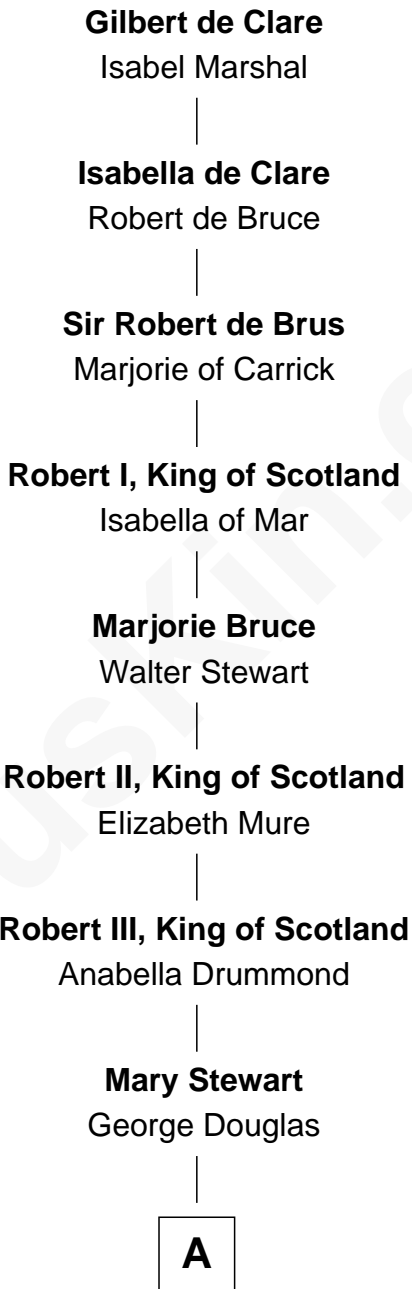 Gilbert de Clare
Isabel Marshal
Isabella de Clare
Robert de Bruce
Sir Robert de Brus
Marjorie of Carrick
Robert I, King of Scotland
Isabella of Mar
Marjorie Bruce
Walter Stewart
Robert II, King of Scotland
Elizabeth Mure
Robert III, King of Scotland
Anabella Drummond
Mary Stewart
George Douglas
A